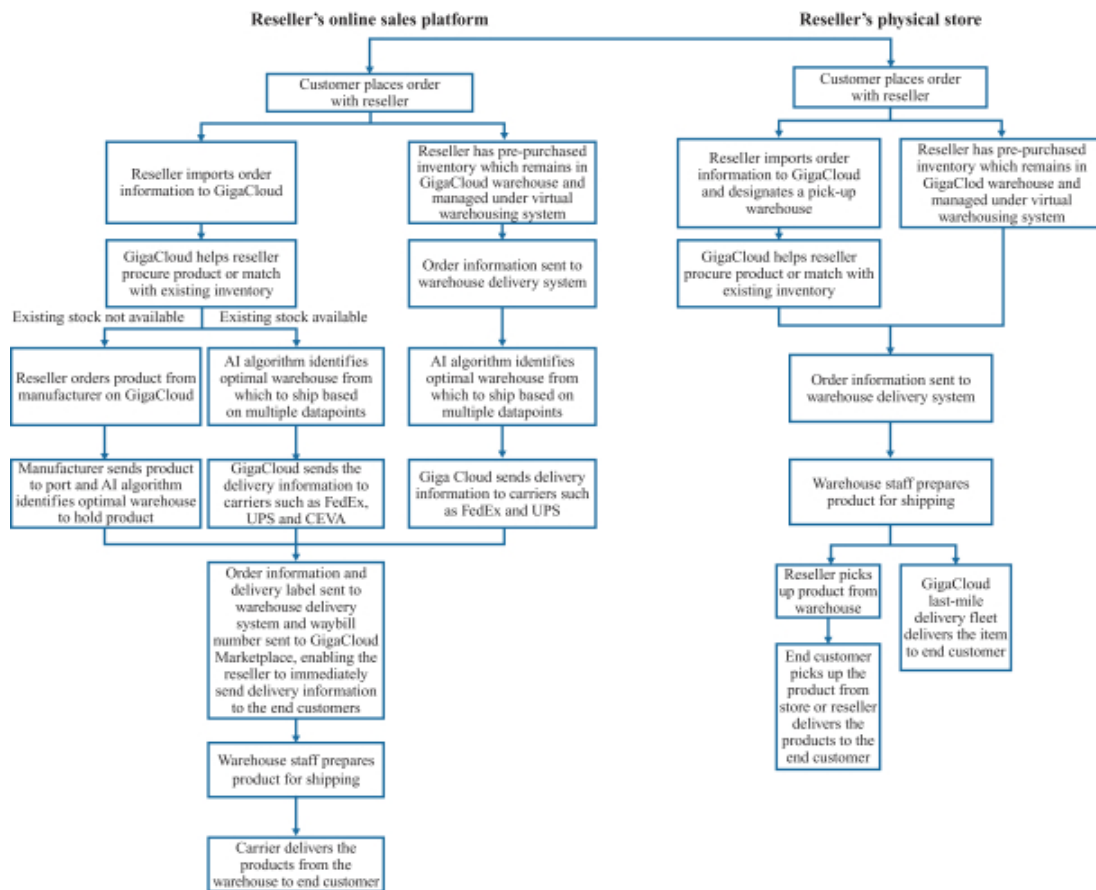 Reseller's online sales platform
Reseller's physical store
Customer places order
with reseller
Customer places order
with reseller
Reseller imports order
information to GigaCloud
Reseller has pre-purchased
inventory which remains in
GigaCloud warehouse and
managed under virtual
warehousing system
Reseller imports order
information to GigaCloud
and designates a pick-up
warehouse
Reseller has pre-purchased
inventory which remains in
GigaClod warehouse and
managed under virtual
warehousing system
GigaCloud helps reseller
procure product or match
with existing inventory
Order information sent to
warehouse delivery system
GigaCloud helps reseller
procure product or match
with existing inventory
Existing stock not available
Existing stock available
Reseller orders product from
manufacturer on GigaCloud
AI algorithm identifies
optimal warehouse from
which to ship based
on multiple datapoints
AI algorithm identifies
optimal warehouse from
which to ship based on
multiple datapoints
Order information sent to
warehouse delivery system
Manufacturer sends product
to port and AI algorithm
identifies optimal warehouse
to hold product
GigaCloud sends the
delivery information to
carriers such as FedEx,
UPS and CEVA
Giga Cloud sends delivery
information to carriers such
as FedEx and UPS
Warehouse staff prepares
product for shipping
Order information and
delivery label sent to
warehouse delivery
system and waybill
number sent to GigaCloud
Marketplace, enabling the
reseller to immediately
send delivery information
to the end customers
Reseller picks
up product from
warehouse
GigaCloud
last-mile
delivery fleet
delivers the item
to end customer
End customer
picks up the
product from
store or reseller
delivers the
products to the
end customer
Warehouse staff prepares
product for shipping
Carrier delivers the
products from the
warehouse to end customer